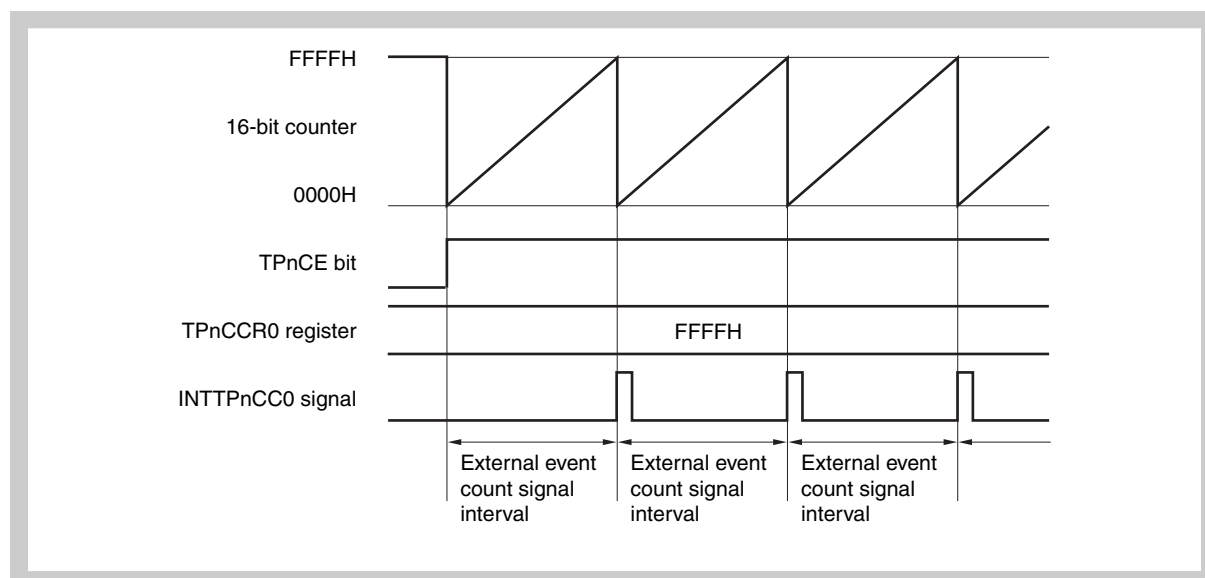 FFFFH
16-bit counter
0000H
TPnCE bit
TPnCCR0 register
FFFFH
INTTPnCC0 signal
External event
count signal
interval
External event
count signal
interval
External event
count signal
interval